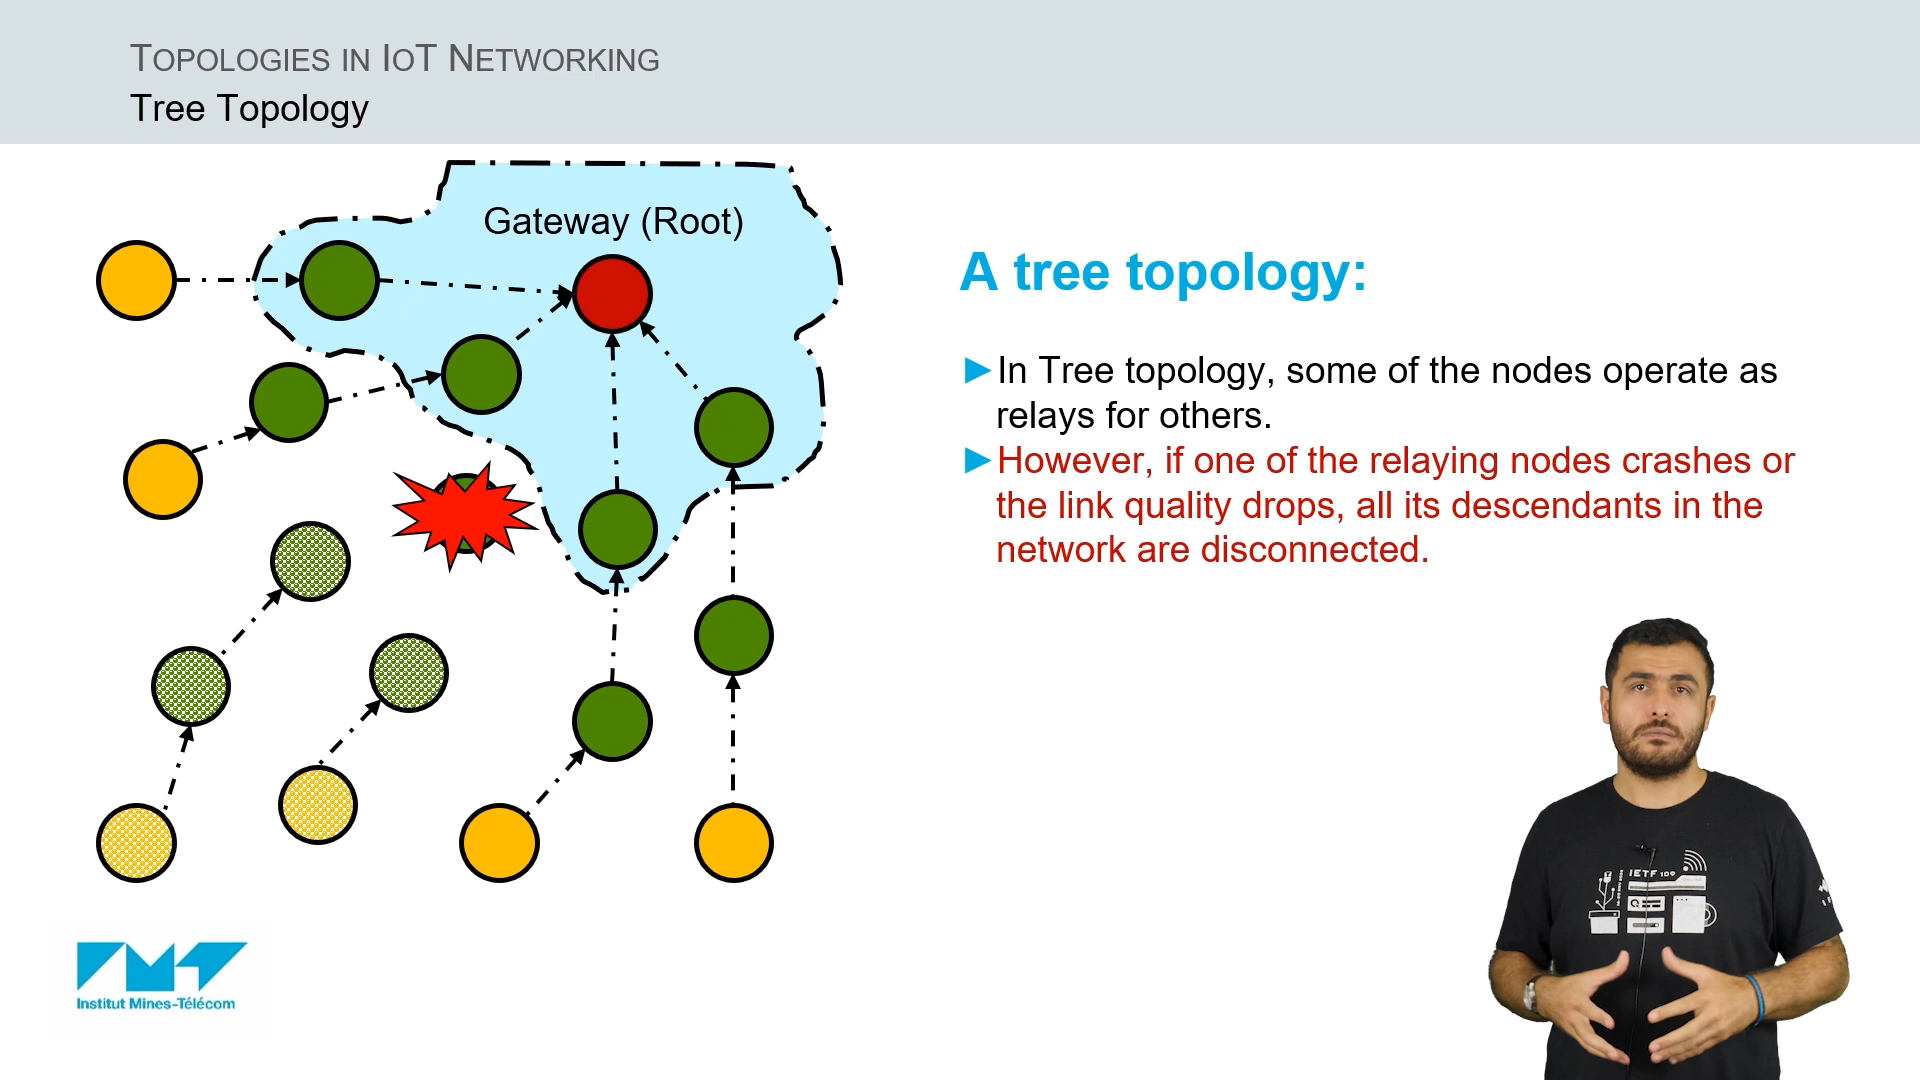 TOPOLOGIES IN IOT NETWORKING
Tree Topology
Gateway (Root)
A tree topology:
►In Tree topology, some of the nodes operate as
relays for others.
►However, if one of the relaying nodes crashes or
the link quality drops, all its descendants in the
network are disconnected.
IETF 109
Institut Mines-Télécom